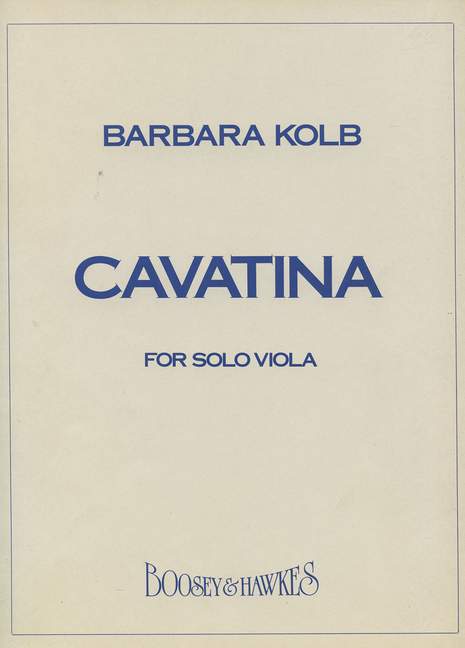 BARBARA KOLB
CAVATINA
FOR SOLO VIOLA
BOOSEY & HAWKES